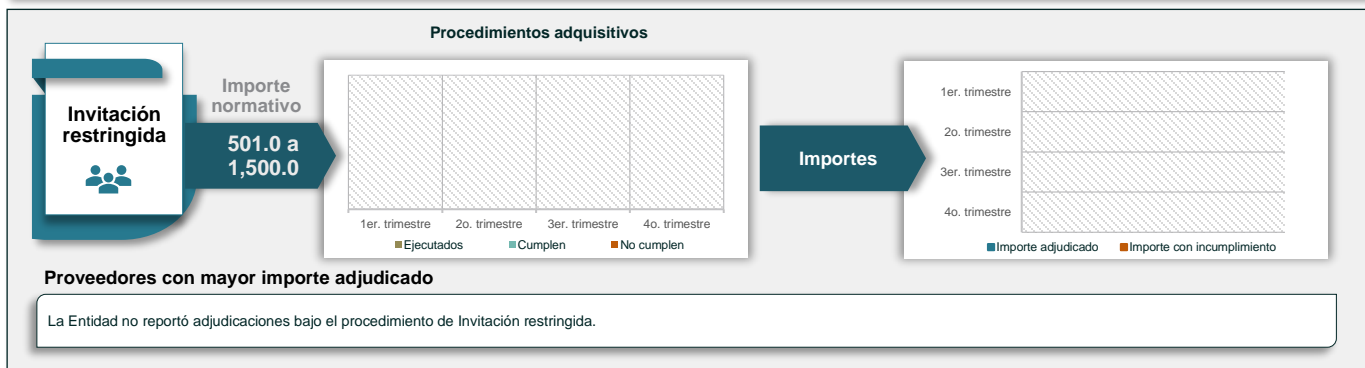 Procedimientos adquisitivos
Invitación
restringida
Importe
normativo
501.0 a
1,500.0
1er. trimestre 2o. trimestre 3er. trimestre 4o. trimestre
Ejecutados Cumplen No cumplen
Importes
1er. trimestre
2o. trimestre
3er. trimestre
4o. trimestre
Importe adjudicado Importe con incumplimiento
Proveedores con mayor importe adjudicado
La Entidad no reportó adjudicaciones bajo el procedimiento de Invitación restringida.